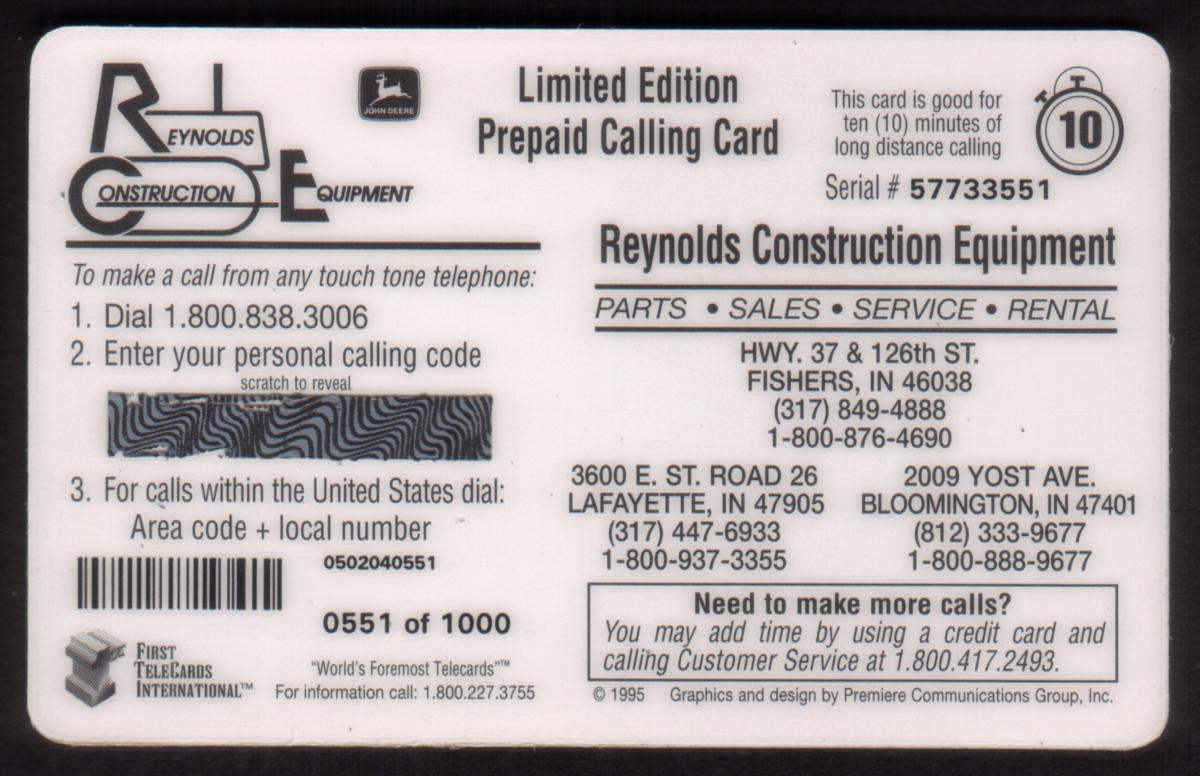 REYNOLDS
CONSTRUCTION EQUIPMENT
JOHN DEERE
Limited Edition
Prepaid Calling Card
This card is good for
ten (10) minutes of
long distance calling
10
Serial # 57733551
To make a call from any touch tone telephone:
1. Dial 1.800.838.3006
2. Enter your personal calling code
scratch to reveal
3. For calls within the United States dial:
Area code + local number
0502040551
0551 of 1000
FIRST
TELECARDS
INTERNATIONAL™
“World's Foremost Telecards”™
For information call: 1.800.227.3755
Reynolds Construction Equipment
PARTS • SALES • SERVICE • RENTAL
HWY. 37 & 126th ST.
FISHERS, IN 46038
(317) 849-4888
1-800-876-4690
3600 E. ST. ROAD 26
LAFAYETTE, IN 47905
(317) 447-6933
1-800-937-3355
2009 YOST AVE.
BLOOMINGTON, IN 47401
(812) 333-9677
1-800-888-9677
Need to make more calls?
You may add time by using a credit card and
calling Customer Service at 1.800.417.2493.
© 1995 Graphics and design by Premiere Communications Group, Inc.